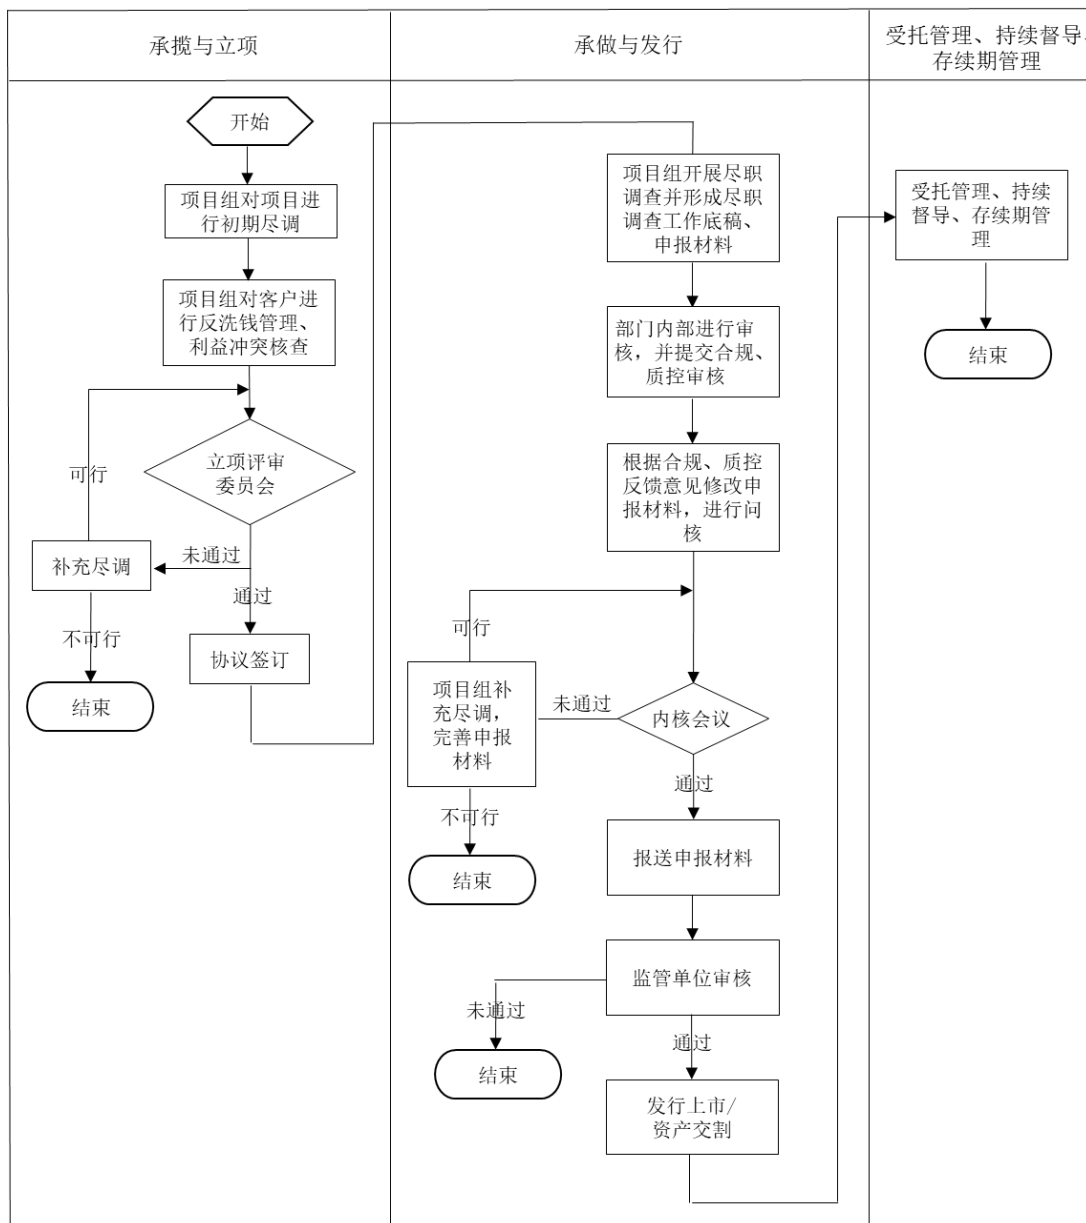 承揽与立项
承做与发行
受托管理、持续督导、
存续期管理
开始
项目组对项目进
行初期尽调
项目组对客户进
行反洗钱管理、
利益冲突核查
立项评审
委员会
可行
未通过
补充尽调
通过
不可行
协议签订
结束
项目组开展尽职
调查并形成尽职
调查工作底稿、
申报材料
部门内部进行审
核，并提交合规、
质控审核
根据合规、质控
反馈意见修改申
报材料，进行问
核
可行
项目组补
充尽调，
完善申报
材料
未通过
内核会议
通过
不可行
结束
报送申报材料
监管单位审核
未通过
结束
通过
发行上市/
资产交割
受托管理、持续
督导、存续期管
理
结束